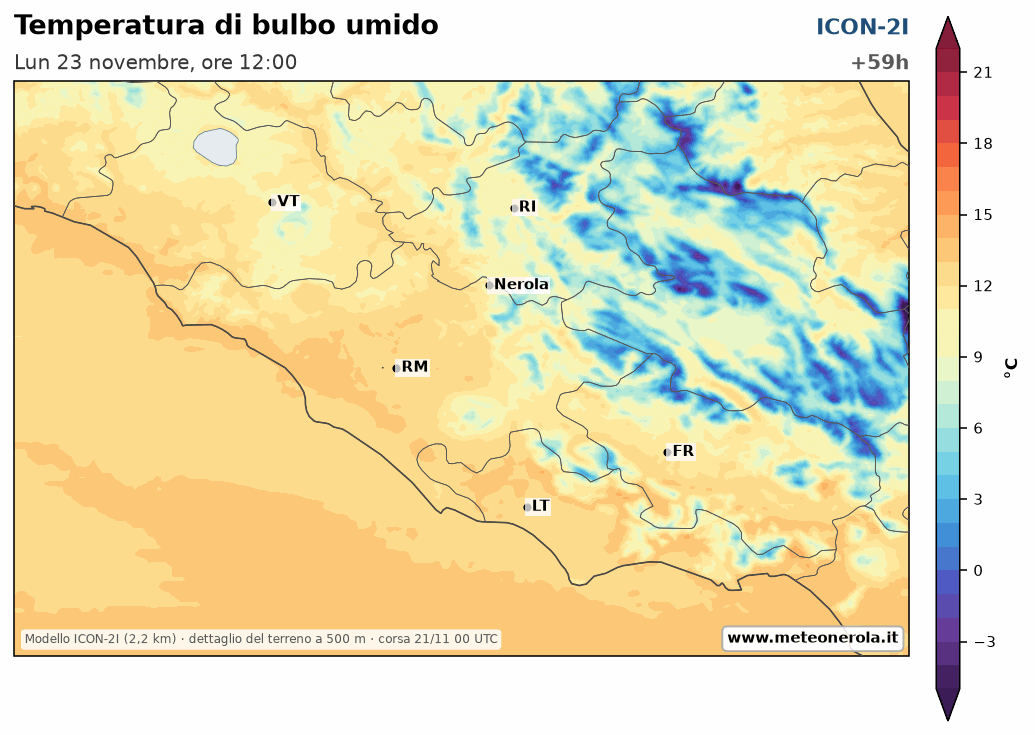 Temperatura di bulbo umido
ICON-2I
Lun 23 novembre, ore 12:00
+59h
21
18
15
12
9
6
3
0
−3
°C
VT
RI
Nerola
RM
FR
LT
Modello ICON-2I (2,2 km) · dettaglio del terreno a 500 m · corsa 21/11 00 UTC
www.meteonerola.it